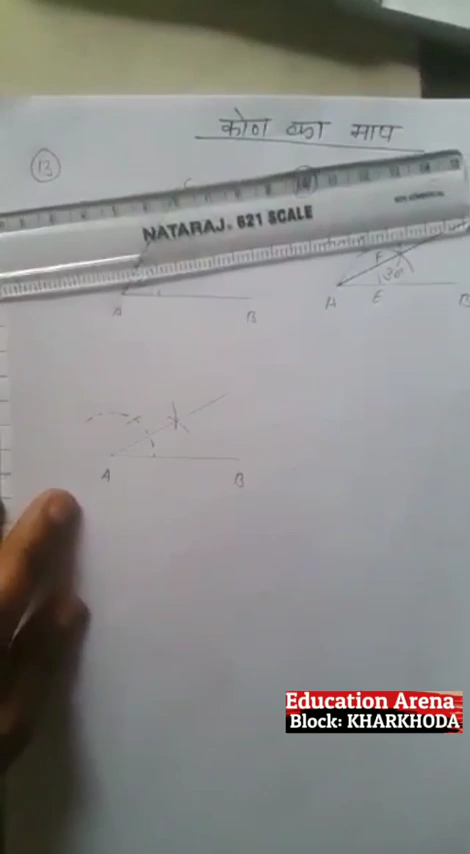 कोण का माप
13
NATARAJ. 621 SCALE
C
A
B
F
30°
A
E
B
A
B
Education Arena
Block: KHARKHODA